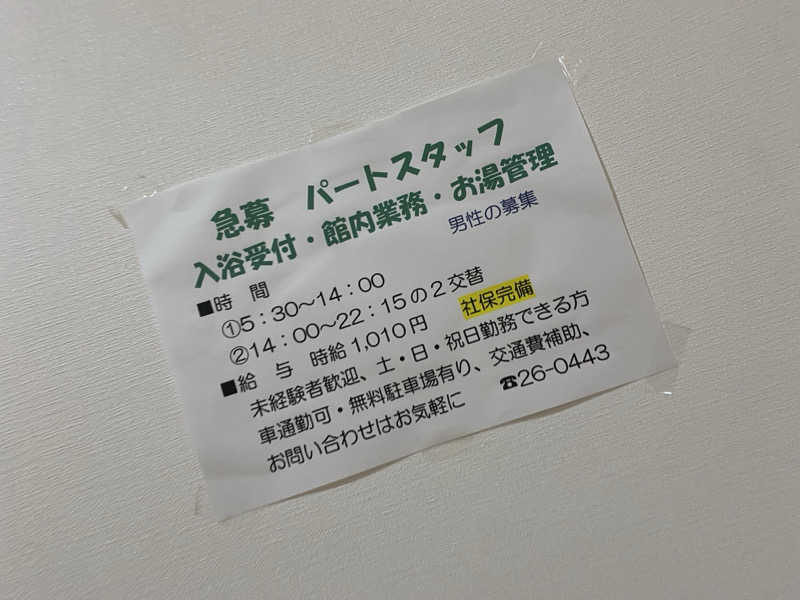 急募　パートスタッフ
入浴受付・館内業務・お湯管理
男性の募集
■時　間
①5：30～14：00
②14：00～22：15の2交替
■給　与　時給1,010円　社保完備
未経験者歓迎、土・日・祝日勤務できる方
車通勤可・無料駐車場有り、交通費補助、
お問い合わせはお気軽に　☎26-0443